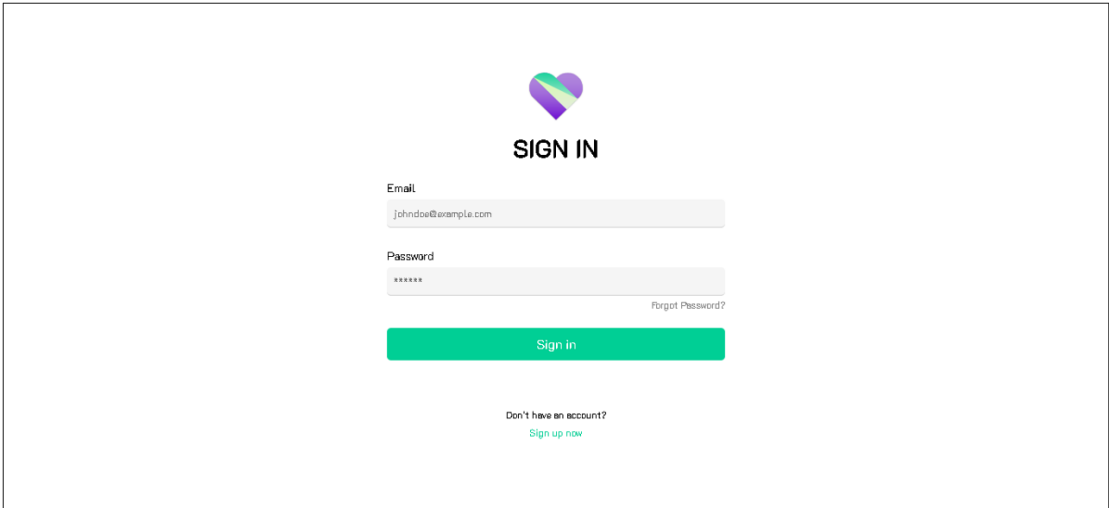 SIGN IN
Email
johndoe@example.com
Password
******
Forgot Password?
Sign in
Don't have an account?
Sign up now